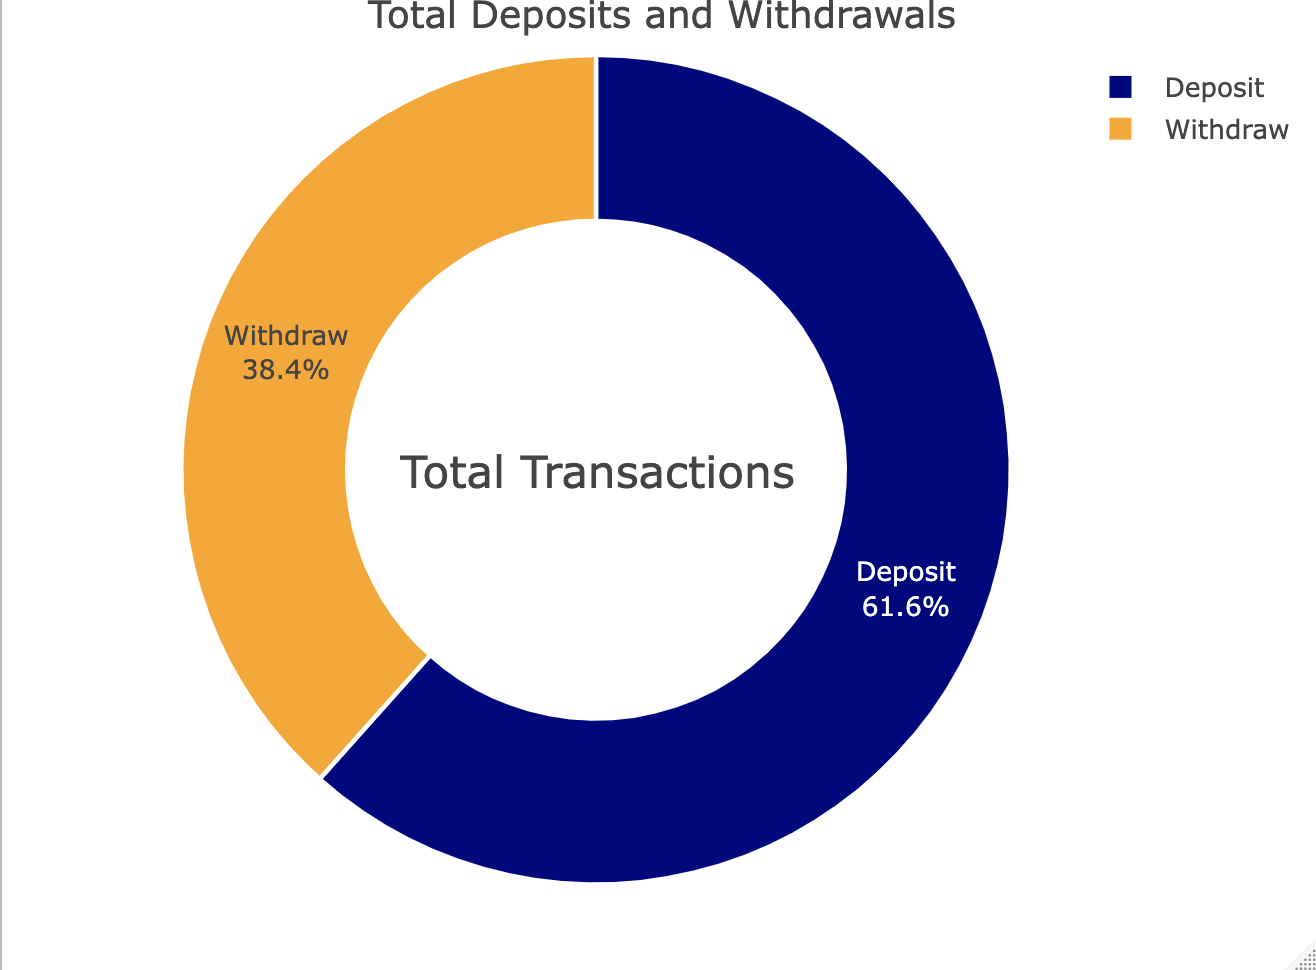 Total Deposits and Withdrawals
Deposit
Withdraw
Withdraw
38.4%
Total Transactions
Deposit
61.6%